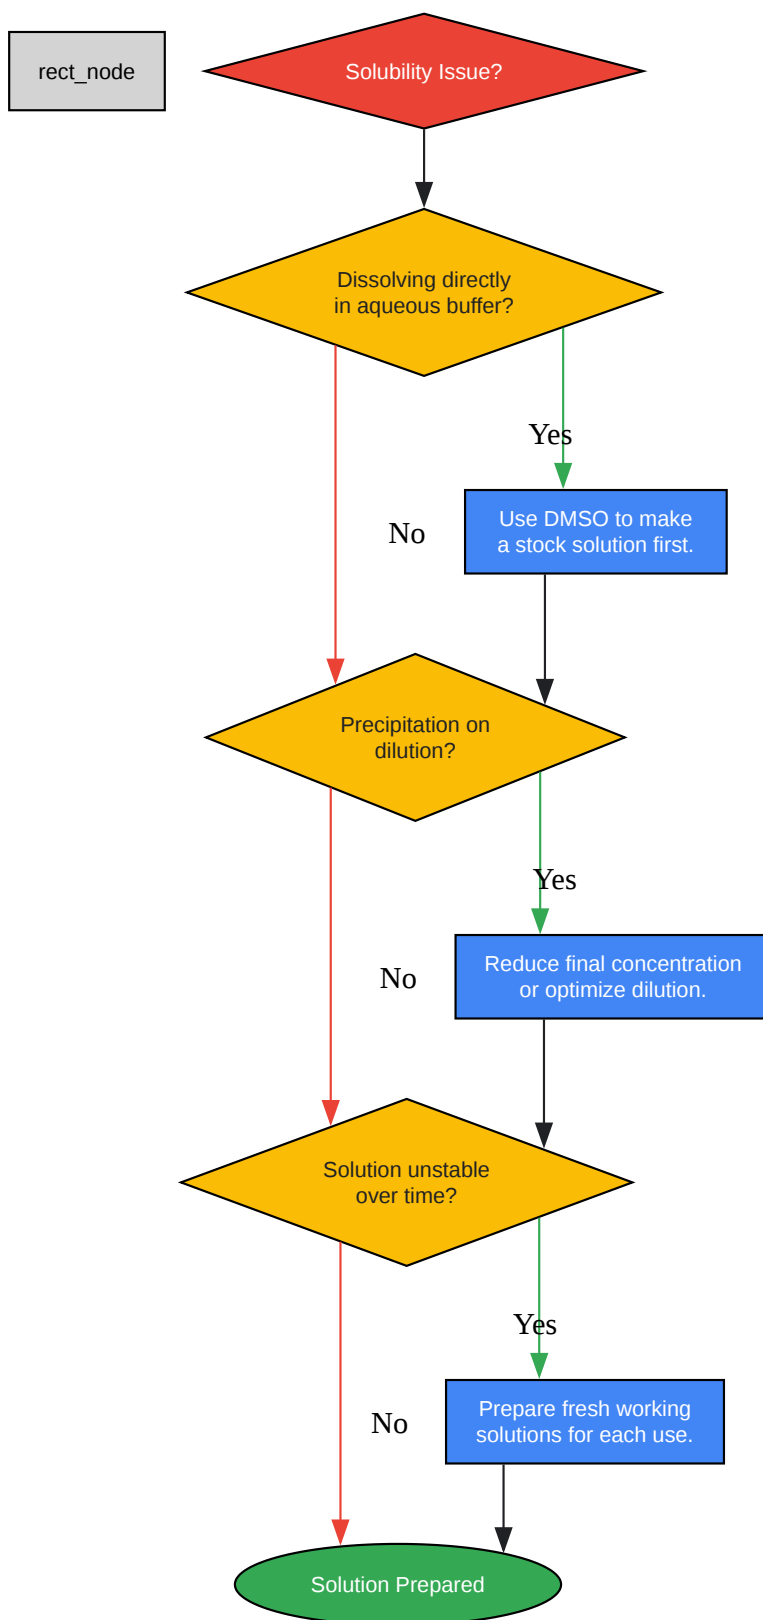 rect_node
Solubility Issue?
Dissolving directly
in aqueous buffer?
Yes
No
Use DMSO to make
a stock solution first.
Precipitation on
dilution?
Yes
No
Reduce final concentration
or optimize dilution.
Solution unstable
over time?
Yes
No
Prepare fresh working
solutions for each use.
Solution Prepared